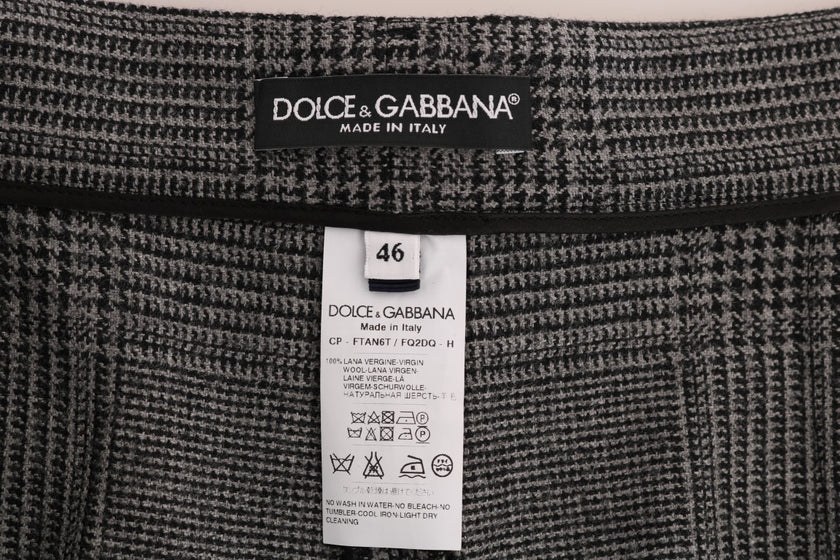 DOLCE & GABBANA®
MADE IN ITALY
46
DOLCE & GABBANA
Made in Italy
CP - FTAN6T / FQ2DQ - H
100% LANA VERGINE-VIRGIN
WOOL-LANA VIRGEN-
LAINE VIERGE-LÃ
VIRGEM-SCHURWOLLE-
НАТУРАЛЬНАЯ ШЕРСТЬ-
NO WASH IN WATER-NO BLEACH-NO
TUMBLER-COOL IRON-LIGHT DRY
CLEANING